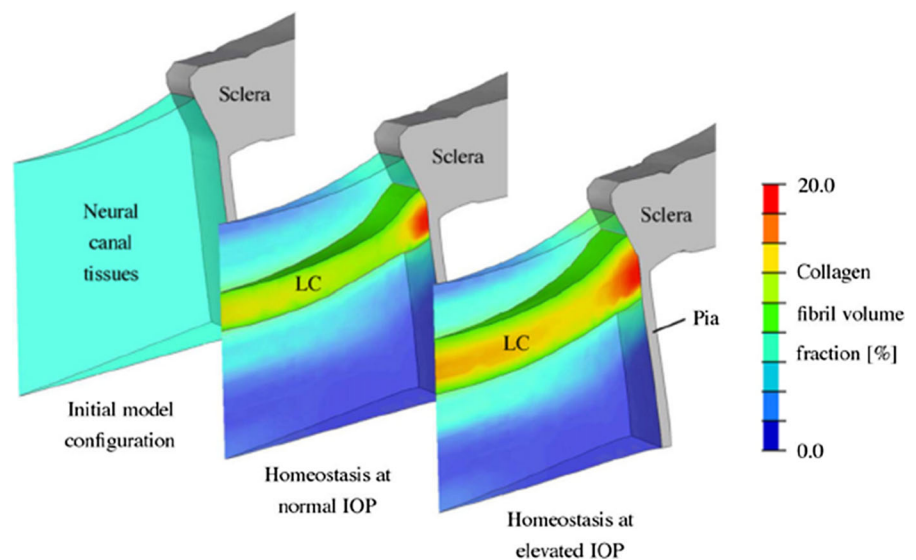 Sclera
Neural
canal
tissues
Initial model
configuration
Sclera
LC
Homeostasis at
normal IOP
Sclera
LC
Pia
Homeostasis at
elevated IOP
20.0
Collagen
fibril volume
fraction [%]
0.0